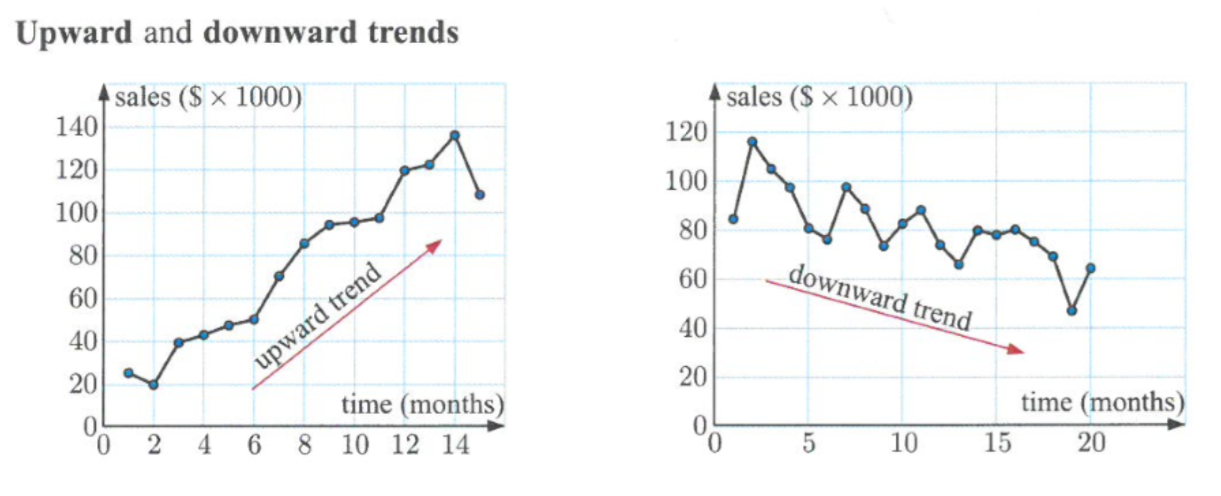 Upward and downward trends
sales ($ × 1000)
140
120
100
80
60
40
20
0
upward trend
time (months)
0 2 4 6 8 10 12 14
sales ($ × 1000)
120
100
80
60
40
20
0
downward trend
time (months)
0 5 10 15 20